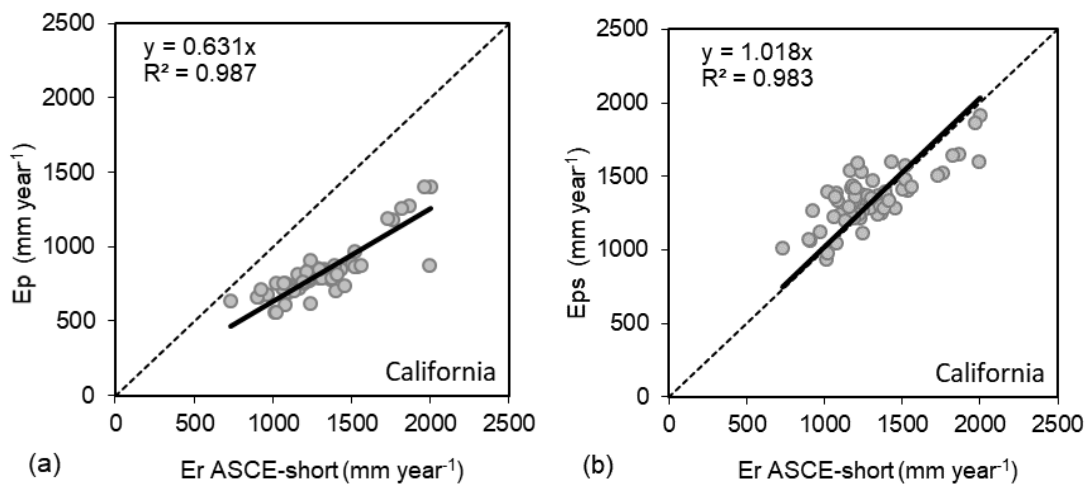 y = 0.631x
R² = 0.987
2500
2000
1500
1000
500
0
Ep (mm year⁻¹)
California
0 500 1000 1500 2000 2500
(a) Er ASCE-short (mm year⁻¹)
y = 1.018x
R² = 0.983
2500
2000
1500
1000
500
0
Eps (mm year⁻¹)
California
0 500 1000 1500 2000 2500
(b) Er ASCE-short (mm year⁻¹)